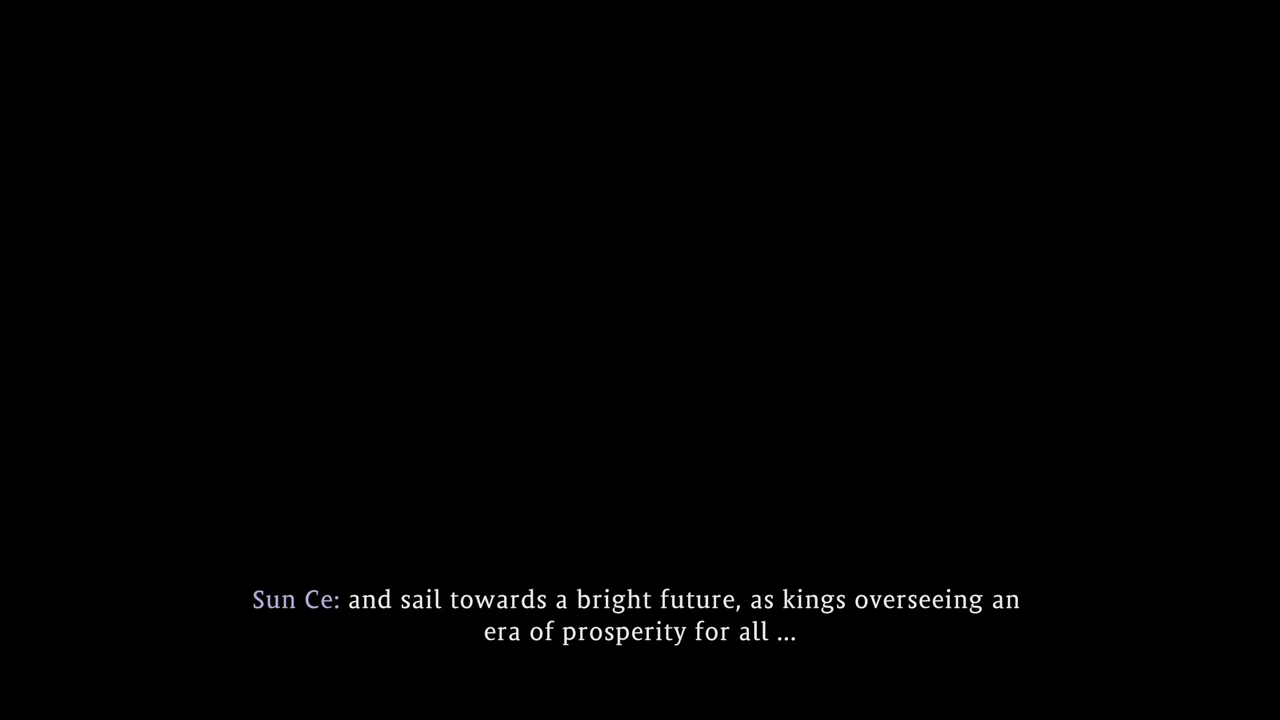 Sun Ce: and sail towards a bright future, as kings overseeing an
era of prosperity for all ...